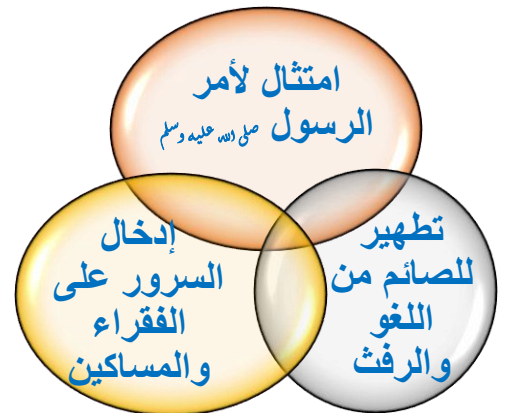 امتثال لأمر
الرسول صلى الله عليه وسلم
تطهير
للصائم من
اللغو
والرفث
إدخال
السرور على
الفقراء
والمساكين